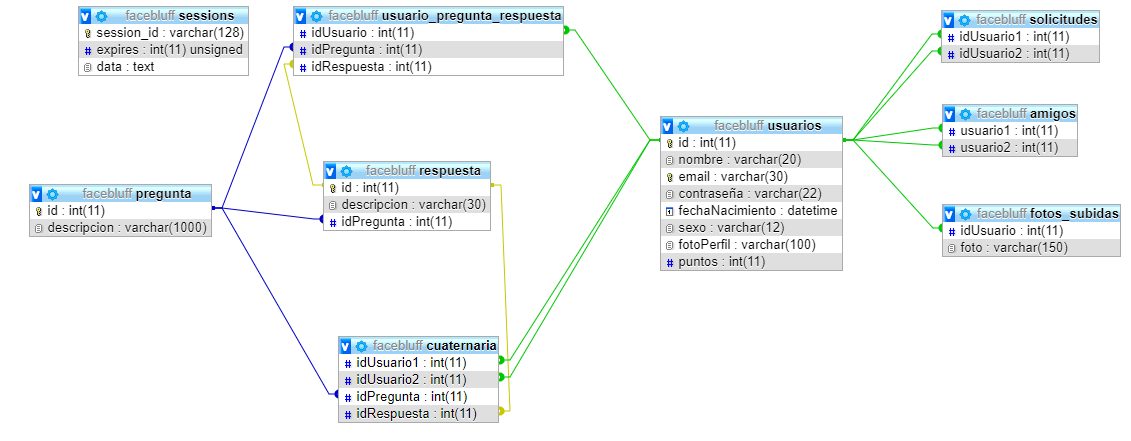 facebluff sessions
session_id : varchar(128)
expires : int(11) unsigned
data : text
facebluff usuario_pregunta_respuesta
idUsuario : int(11)
idPregunta : int(11)
idRespuesta : int(11)
facebluff solicitudes
idUsuario1 : int(11)
idUsuario2 : int(11)
facebluff usuarios
id : int(11)
nombre : varchar(20)
email : varchar(30)
contraseña : varchar(22)
fechaNacimiento : datetime
sexo : varchar(12)
fotoPerfil : varchar(100)
puntos : int(11)
facebluff amigos
usuario1 : int(11)
usuario2 : int(11)
facebluff pregunta
id : int(11)
descripcion : varchar(1000)
facebluff respuesta
id : int(11)
descripcion : varchar(30)
idPregunta : int(11)
facebluff fotos_subidas
idUsuario : int(11)
foto : varchar(150)
facebluff cuaternaria
idUsuario1 : int(11)
idUsuario2 : int(11)
idPregunta : int(11)
idRespuesta : int(11)